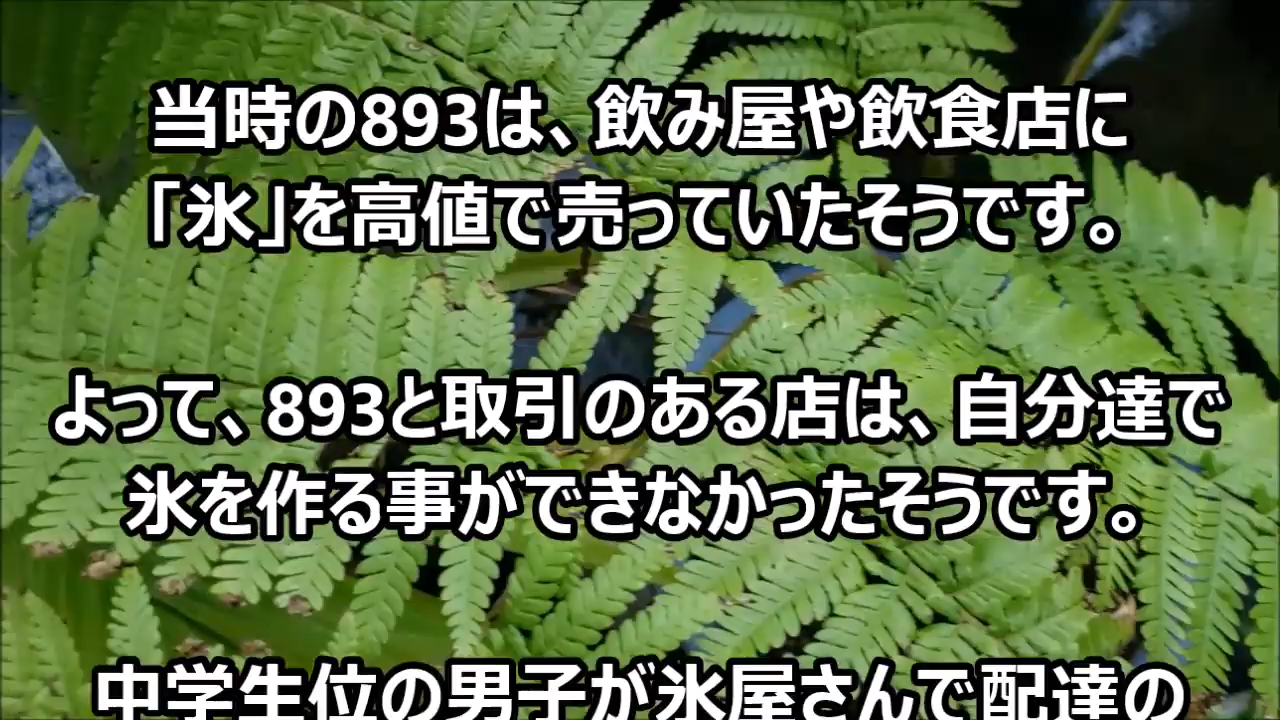 当時の893は、飲み屋や飲食店に
「氷」を高値で売っていたそうです。
よって、893と取引のある店は、自分達で
氷を作る事ができなかったそうです。
中学生位の男子が氷屋さんで配達の